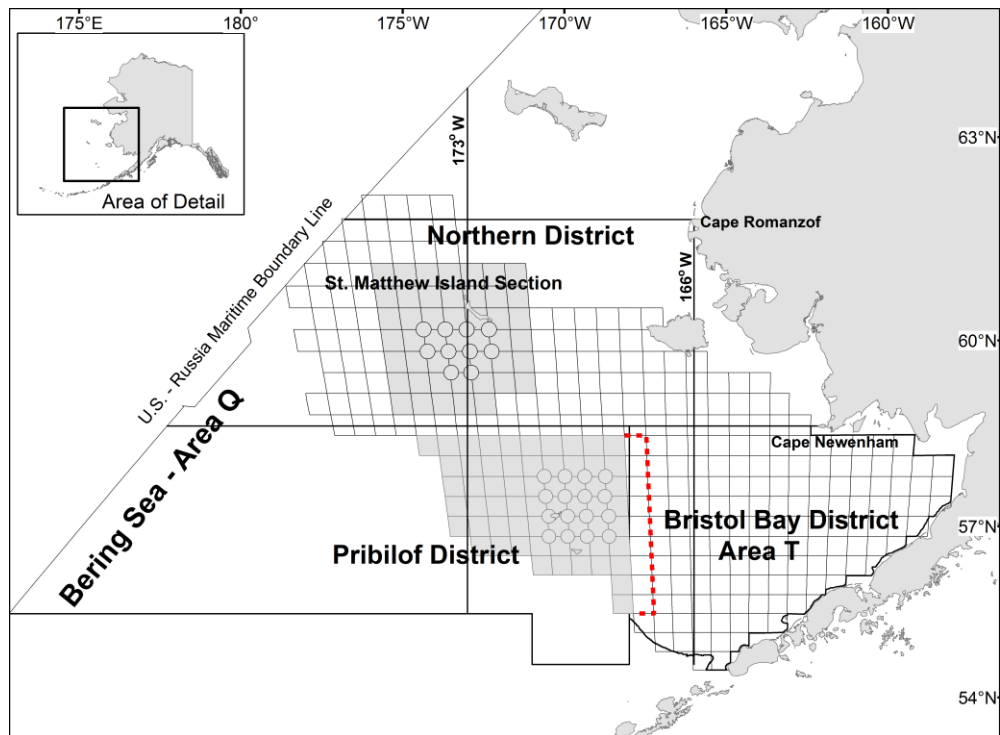 175°E
180°
175°W
170°W
165°W
160°W
Area of Detail
63°N
173° W
U.S. - Russia Maritime Boundary Line
Cape Romanzof
Northern District
166° W
St. Matthew Island Section
60°N
Bering Sea - Area Q
Cape Newenham
Bristol Bay District
Area T
57°N
Pribilof District
54°N